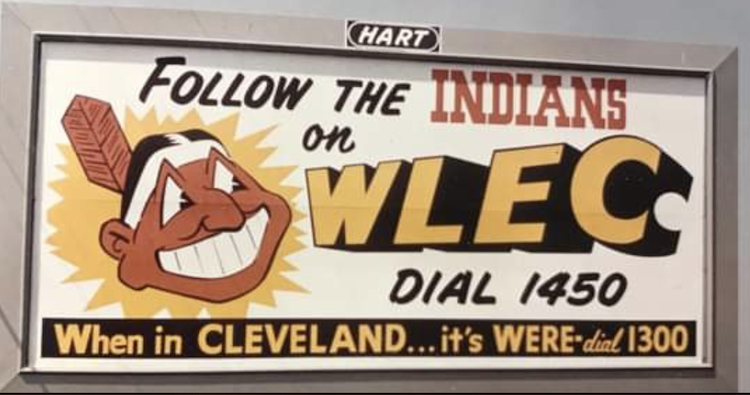 HART
FOLLOW THE INDIANS
on
WLEC
DIAL 1450
When in CLEVELAND...it's WERE-dial 1300